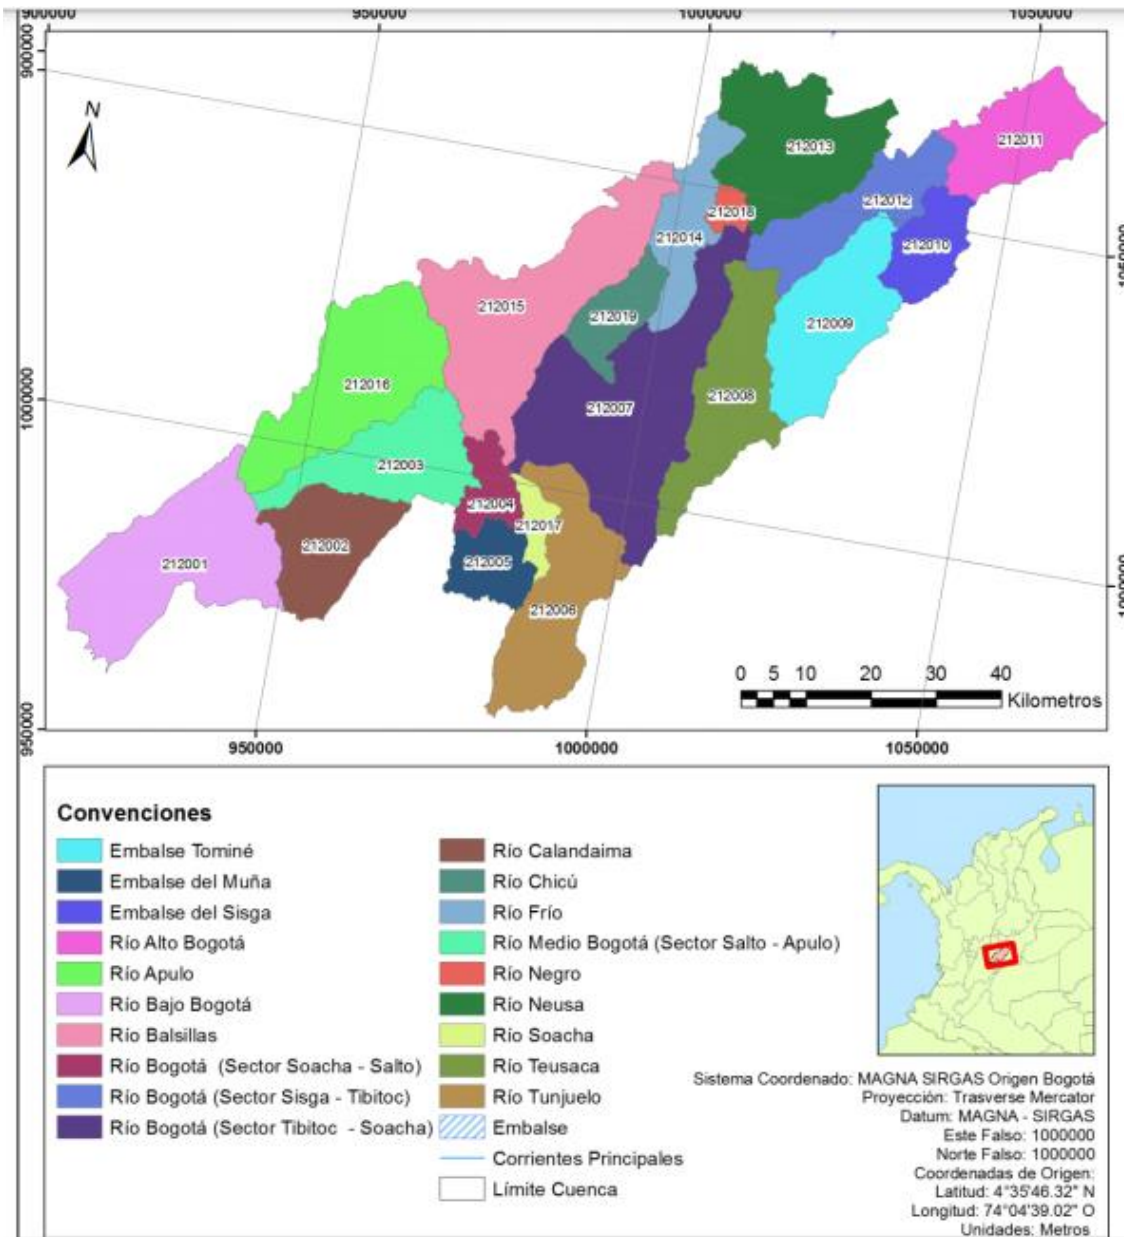 900000
950000
1000000
1050000
900000
N
212011
212013
212012
212018
212014
212010
1050000
212015
212019
212009
212016
212008
1000000
212007
212003
212004
212017
212002
212001
212005
1000000
212006
0 5 10 20 30 40
Kilometros
950000
950000
1000000
1050000
Convenciones
Embalse Tominé
Embalse del Muña
Embalse del Sisga
Río Alto Bogotá
Río Apulo
Río Bajo Bogotá
Río Balsillas
Río Bogotá (Sector Soacha - Salto)
Río Bogotá (Sector Sisga - Tibitoc)
Río Bogotá (Sector Tibitoc - Soacha)
Río Calandaima
Río Chicú
Río Frío
Río Medio Bogotá (Sector Salto - Apulo)
Río Negro
Río Neusa
Río Soacha
Río Teusaca
Río Tunjuelo
Embalse
Corrientes Principales
Límite Cuenca
Sistema Coordenado: MAGNA SIRGAS Origen Bogotá
Proyección: Trasverse Mercator
Datum: MAGNA - SIRGAS
Este Falso: 1000000
Norte Falso: 1000000
Coordenadas de Origen:
Latitud: 4°35'46.32" N
Longitud: 74°04'39.02" O
Unidades: Metros